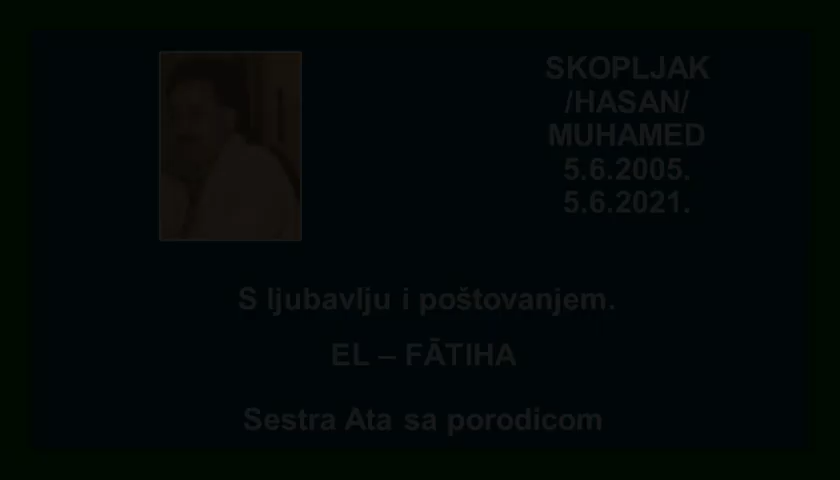 SKOPLJAK
/HASAN/
MUHAMED
5.6.2005.
5.6.2021.
S ljubavlju i poštovanjem.
EL – FĀTIHA
Sestra Ata sa porodicom